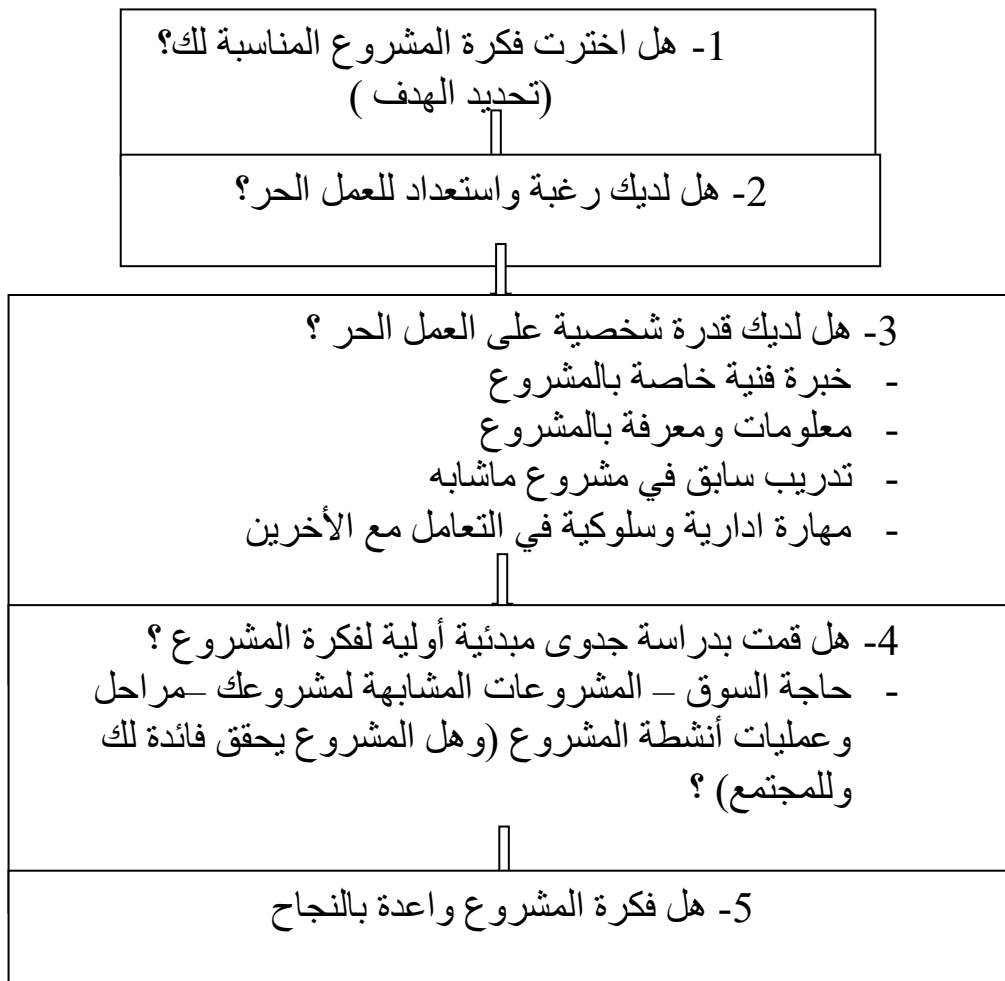 1- هل اخترت فكرة المشروع المناسبة لك؟
(تحديد الهدف )
2- هل لديك رغبة واستعداد للعمل الحر؟
3- هل لديك قدرة شخصية على العمل الحر ؟
- خبرة فنية خاصة بالمشروع
- معلومات ومعرفة بالمشروع
- تدريب سابق في مشروع ماشابه
- مهارة ادارية وسلوكية في التعامل مع الأخرين
4- هل قمت بدراسة جدوى مبدئية أولية لفكرة المشروع ؟
- حاجة السوق – المشروعات المشابهة لمشروعك –مراحل
وعمليات أنشطة المشروع (وهل المشروع يحقق فائدة لك
وللمجتمع) ؟
5- هل فكرة المشروع واعدة بالنجاح